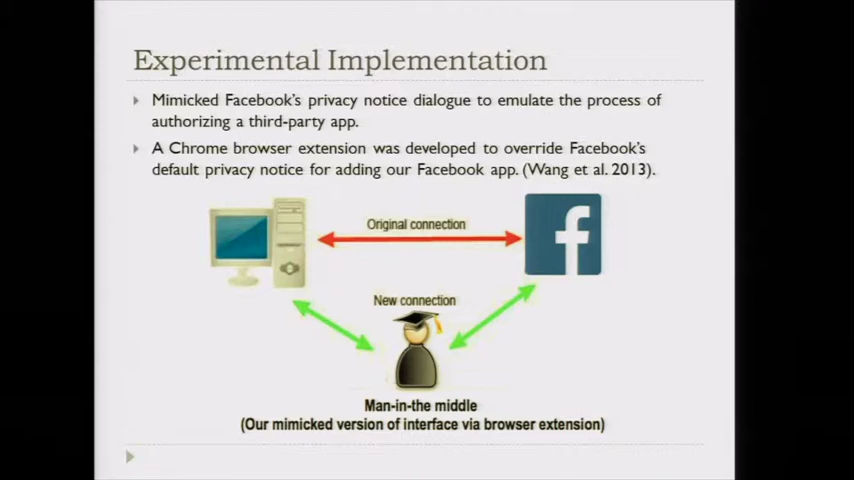 Experimental Implementation
Mimicked Facebook's privacy notice dialogue to emulate the process of
authorizing a third-party app.
A Chrome browser extension was developed to override Facebook's
default privacy notice for adding our Facebook app. (Wang et al. 2013).
Original connection
f
New connection
Man-in-the middle
(Our mimicked version of interface via browser extension)